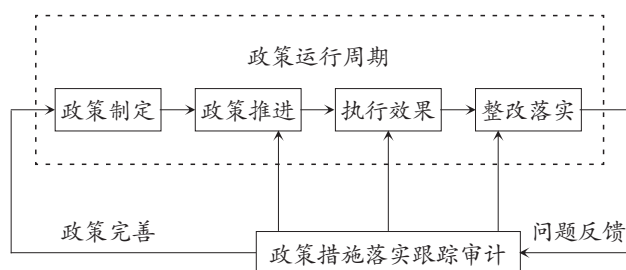 政策运行周期
政策制定
政策推进
执行效果
整改落实
政策完善
政策措施落实跟踪审计
问题反馈